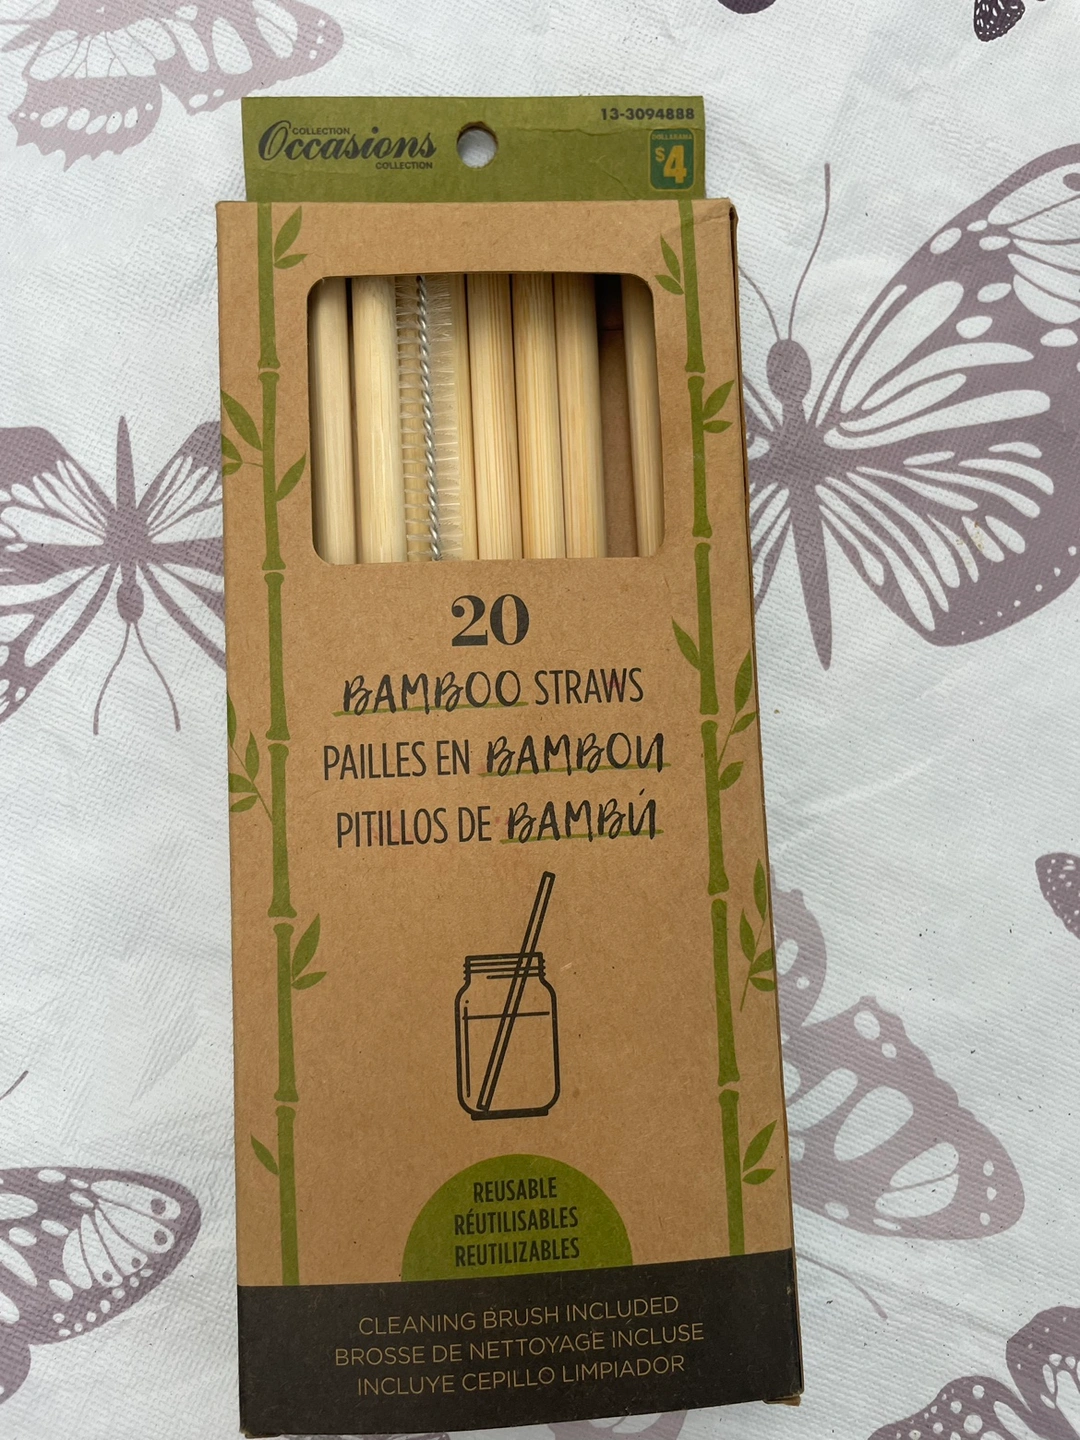 13-3094888
COLLECTION
Occasions
COLLECTION
DOLLARAMA
$4
20
BAMBOO STRAWS
PAILLES EN BAMBOU
PITILLOS DE BAMBÚ
REUSABLE
RÉUTILISABLES
REUTILIZABLES
CLEANING BRUSH INCLUDED
BROSSE DE NETTOYAGE INCLUSE
INCLUYE CEPILLO LIMPIADOR